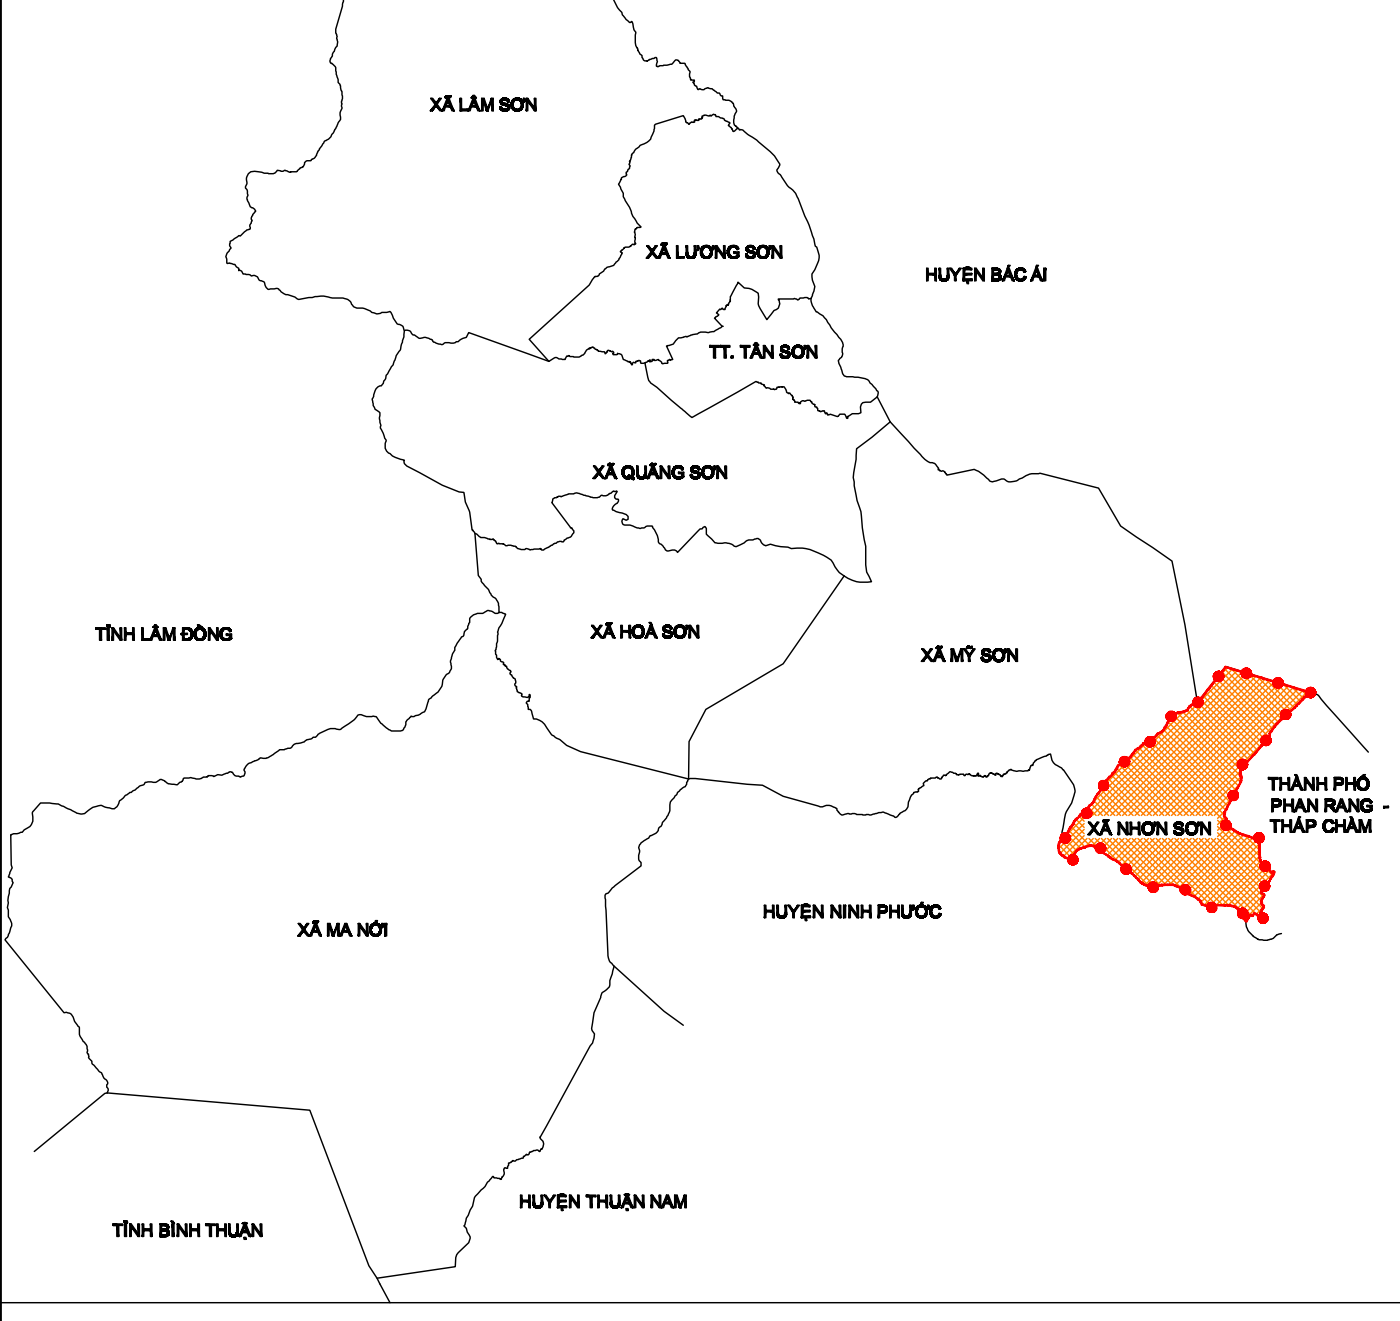 XÃ LÂM SƠN
XÃ LƯƠNG SƠN
HUYỆN BÁC ÁI
TT. TÂN SƠN
XÃ QUÃNG SƠN
TỈNH LÂM ĐỒNG
XÃ HOÀ SƠN
XÃ MỸ SƠN
THÀNH PHỐ
PHAN RANG -
THÁP CHÀM
XÃ NHƠN SƠN
HUYỆN NINH PHƯỚC
XÃ MA NỚI
HUYỆN THUẬN NAM
TỈNH BÌNH THUẬN